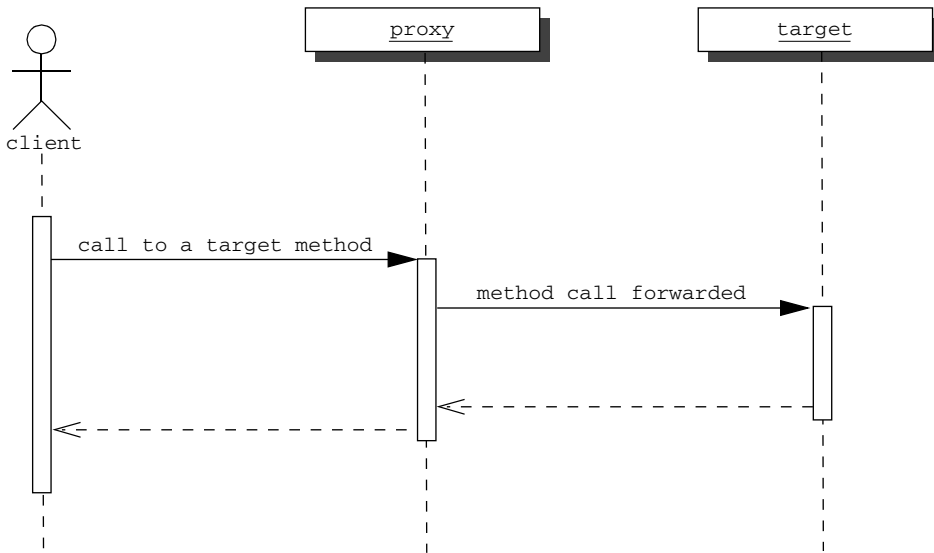 proxy
target
client
call to a target method
method call forwarded